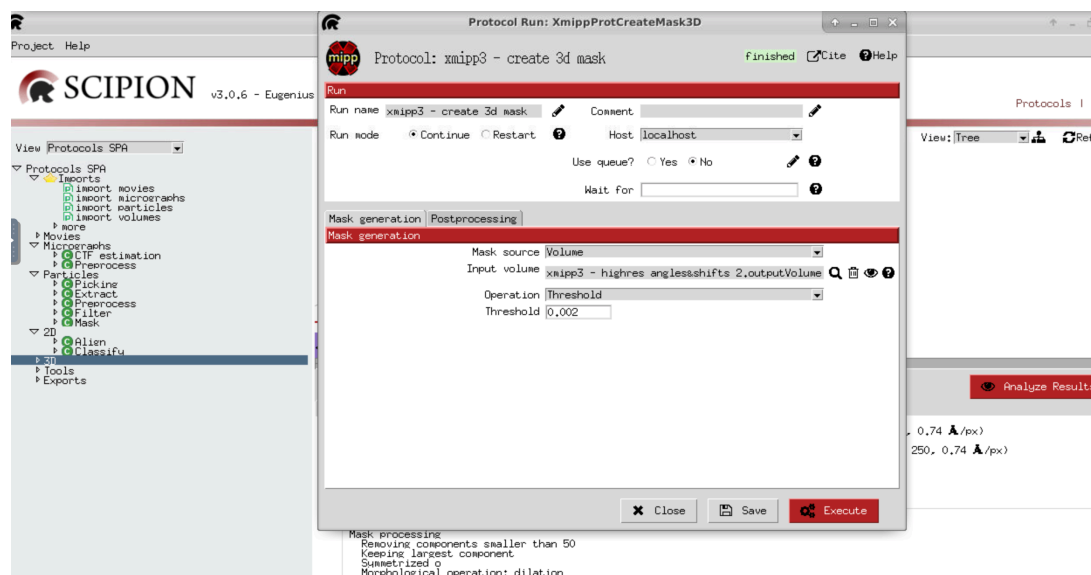 Protocol Run: XmippProtCreateMask3D
Project Help
mipp
Protocol: xmipp3 - create 3d mask
finished Cite Help
SCIPION v3.0.6 - Eugenius
Run
Run name xmipp3 - create 3d mask Comment
Protocols |
Run mode Continue Restart Host localhost
View: Tree
Use queue? Yes No
View Protocols SPA
Wait for
Protocols SPA
Imports
import movies
import micrographs
import particles
import volumes
more
Movies
Micrographs
CTF estimation
Preprocess
Particles
Picking
Extract
Preprocess
Filter
Mask
2D
Align
Classify
3D
Tools
Exports
Mask generation Postprocessing
Mask generation
Mask source Volume
Input volume xmipp3 - highres angles&shifts 2.outputVolume
Operation Threshold
Threshold 0.002
Analyze Results
, 0.74 Å/px)
250, 0.74 Å/px)
Close Save Execute
Mask processing
Removing components smaller than 50
Keeping largest component
Symmetrized o
Morphological operation: dilation